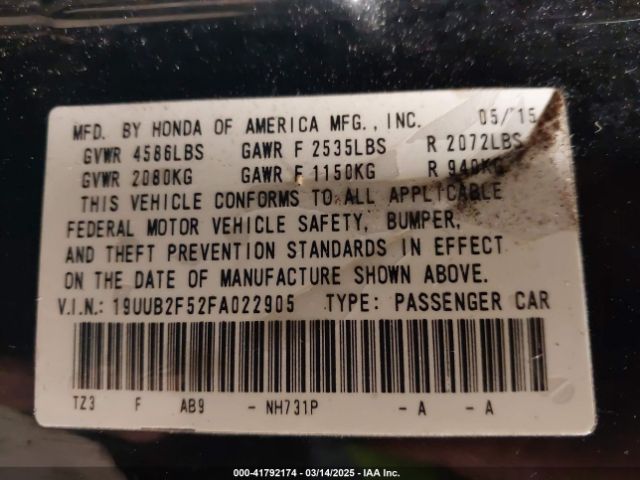 MFD. BY HONDA OF AMERICA MFG., INC. 05/15
GVWR 4586LBS GAWR F 2535LBS R 2072LBS
GVWR 2080KG GAWR F 1150KG R 940KG
THIS VEHICLE CONFORMS TO ALL APPLICABLE
FEDERAL MOTOR VEHICLE SAFETY, BUMPER,
AND THEFT PREVENTION STANDARDS IN EFFECT
ON THE DATE OF MANUFACTURE SHOWN ABOVE.
V.I.N.: 19UUB2F52FA022905 TYPE: PASSENGER CAR
TZ3 F AB9 - NH731P - A - A
000-41792174 - 03/14/2025 - IAA Inc.